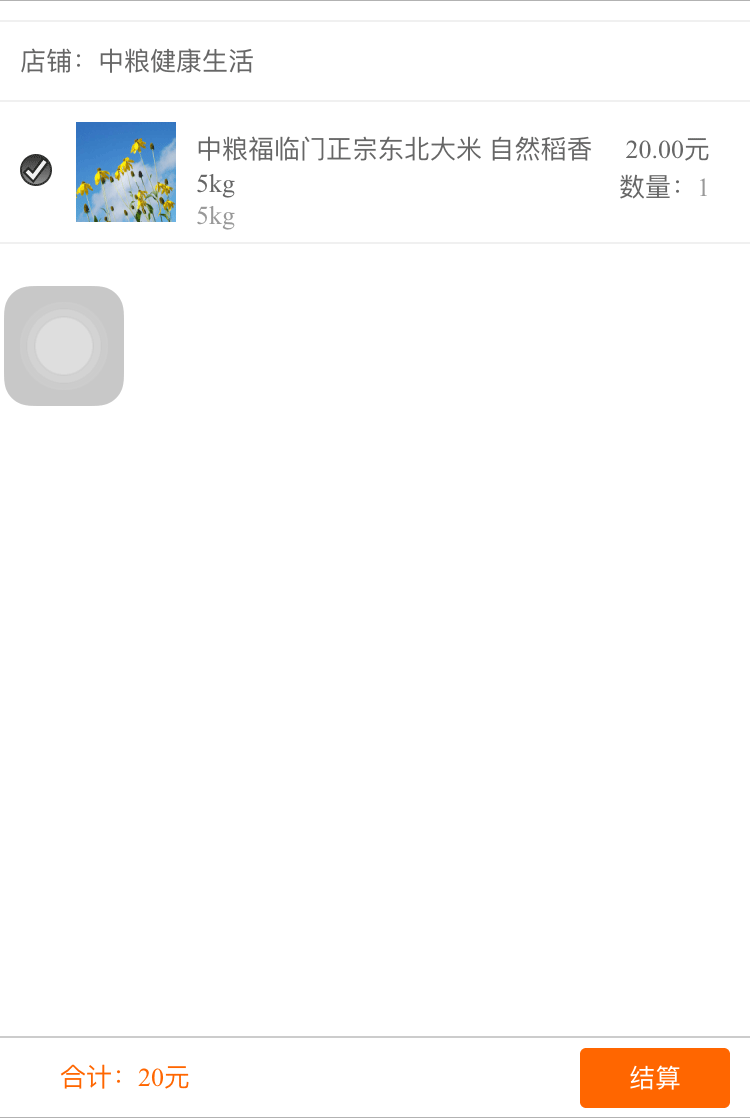 店铺：中粮健康生活
中粮福临门正宗东北大米 自然稻香
5kg
5kg
20.00元
数量：1
合计：20元
结算